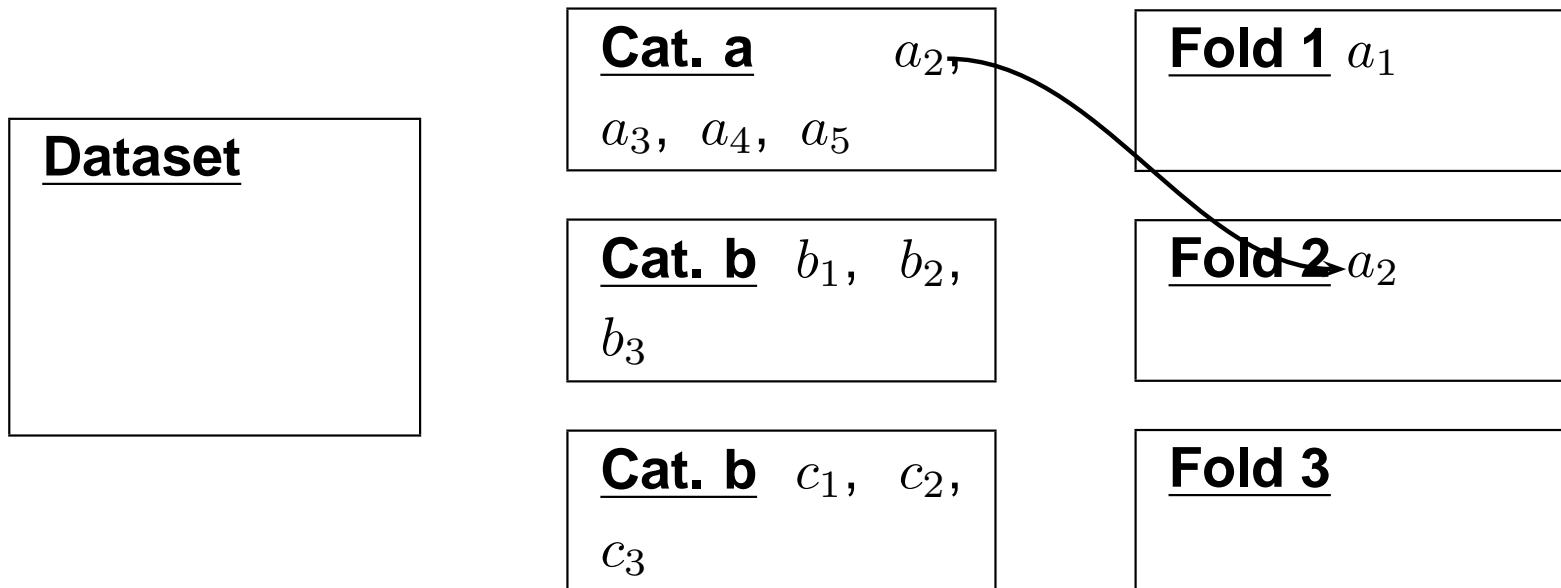 Dataset
Cat. a a₂,
a₃, a₄, a₅
Cat. b b₁, b₂,
b₃
Cat. b c₁, c₂,
c₃
Fold 1 a₁
Fold 2 a₂
Fold 3